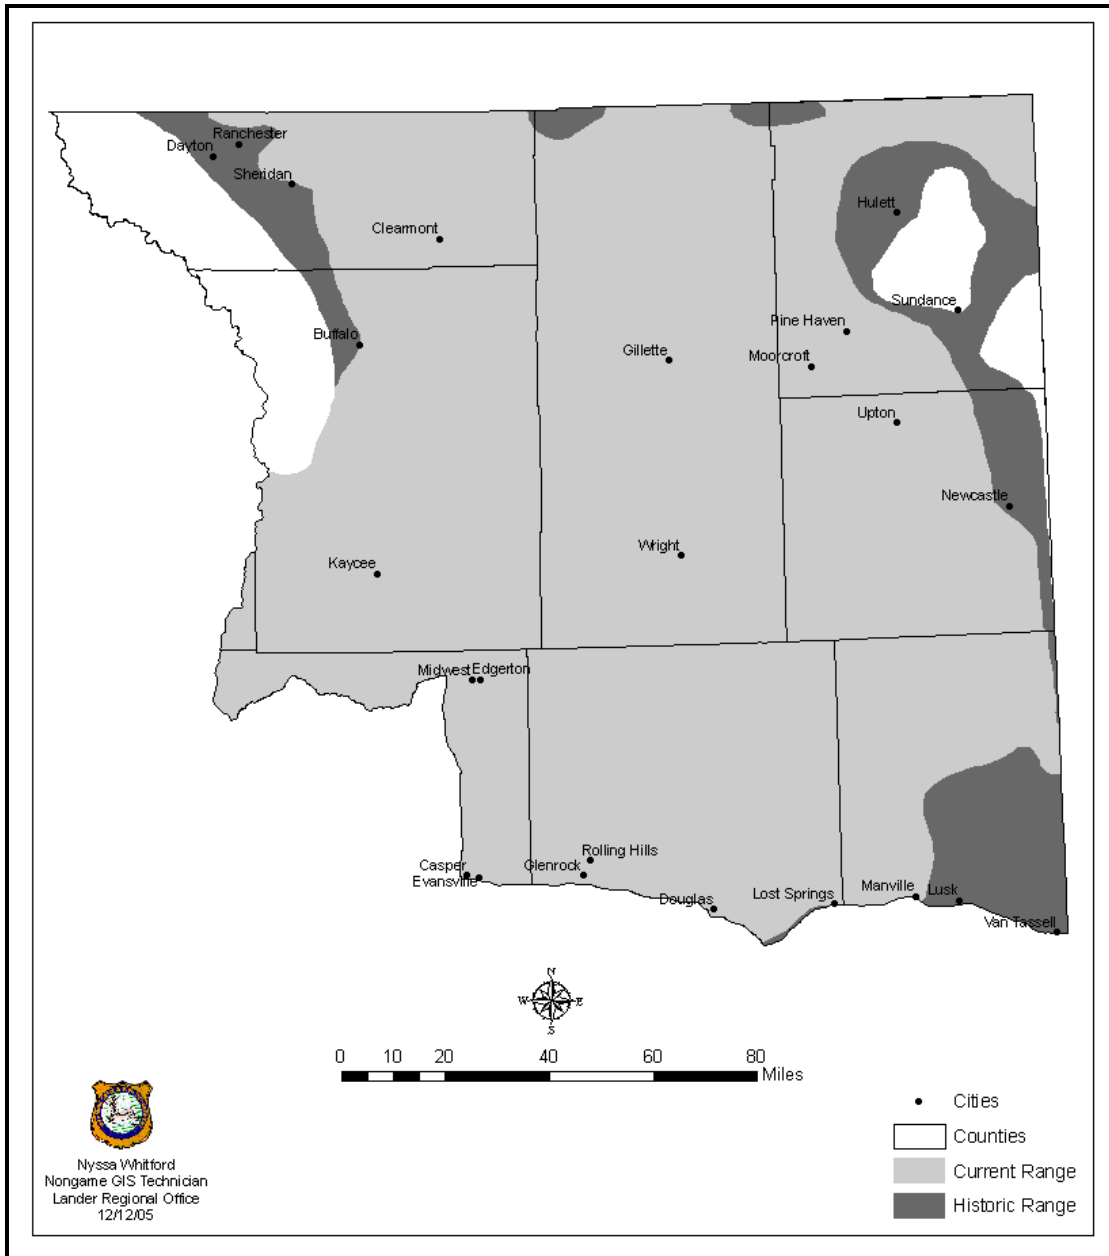 Ranchester
Dayton
Sheridan
Hulett
Clearmont
Sundance
Pine Haven
Buffalo
Gillette
Moorcroft
Upton
Newcastle
Wright
Kaycee
Midwest Edgerton
Rolling Hills
Casper
Glenrock
Evansville
Manville
Lusk
Lost Springs
Douglas
Van Tassell
N
W E
S
0 10 20 40 60 80
Miles
Cities
Counties
Current Range
Historic Range
Nyssa Whitford
Nongame GIS Technician
Lander Regional Office
12/12/05